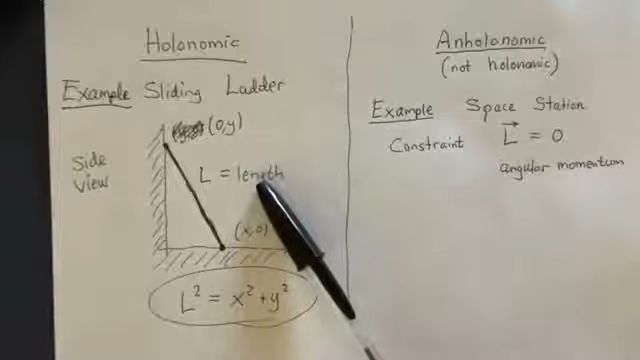 Holonomic
Example Sliding Ladder
(0,y)
Side
view
L = length
(x,0)
L² = x² + y²
Anholonomic
(not holonomic)
Example Space Station
Constraint L⃗ = 0
angular momentum